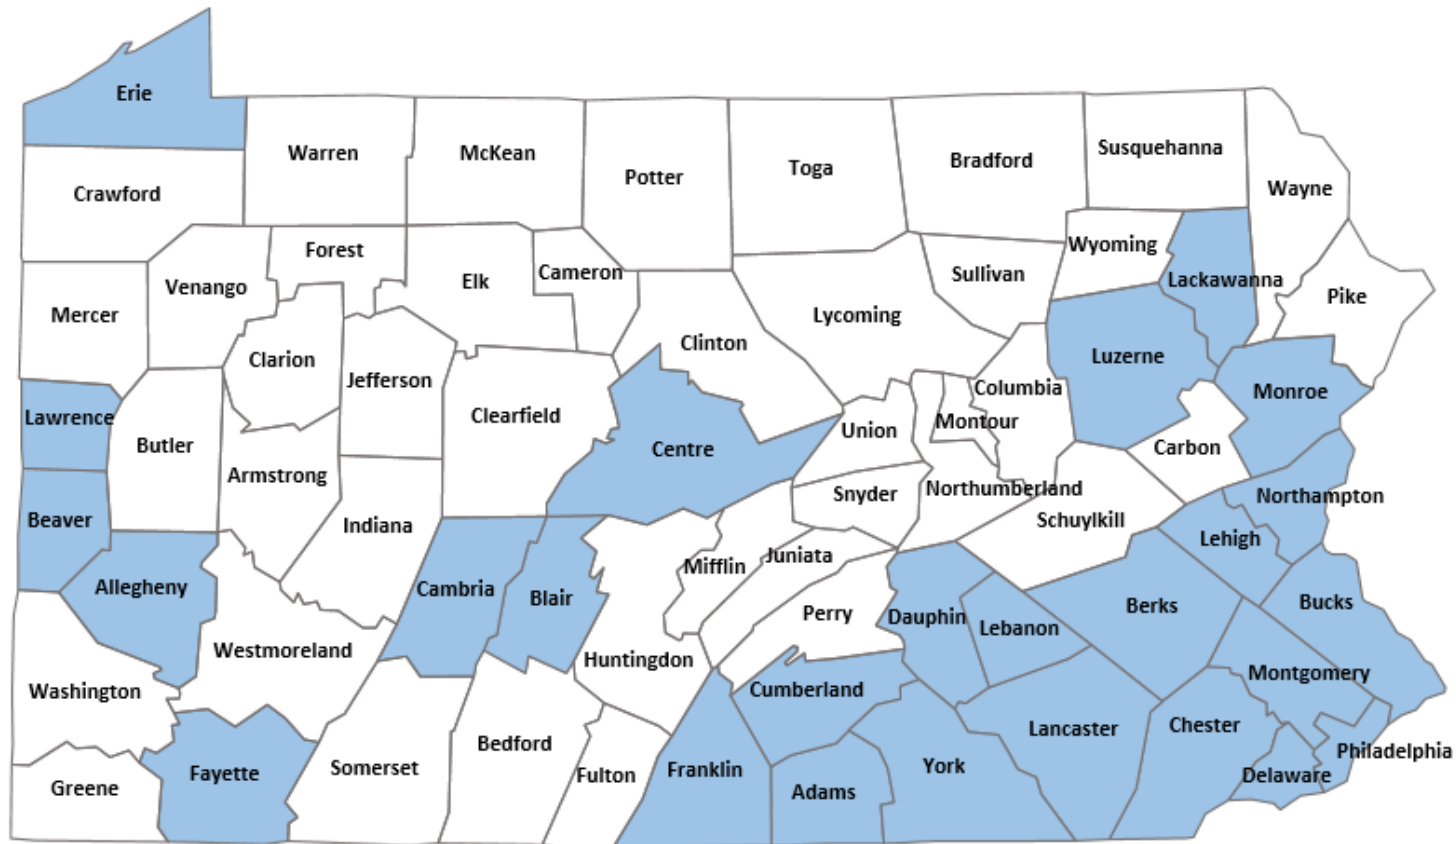 Erie
Warren
McKean
Potter
Toga
Bradford
Susquehanna
Wayne
Crawford
Forest
Venango
Elk
Cameron
Sullivan
Wyoming
Lackawanna
Pike
Mercer
Clarion
Jefferson
Clinton
Lycoming
Columbia
Luzerne
Monroe
Lawrence
Butler
Armstrong
Clearfield
Centre
Union
Montour
Carbon
Snyder
Northumberland
Schuylkill
Northampton
Beaver
Indiana
Lehigh
Allegheny
Cambria
Blair
Mifflin
Juniata
Perry
Dauphin
Lebanon
Berks
Bucks
Westmoreland
Huntingdon
Cumberland
Montgomery
Washington
Lancaster
Chester
Greene
Fayette
Somerset
Bedford
Fulton
Franklin
Adams
York
Delaware
Philadelphia